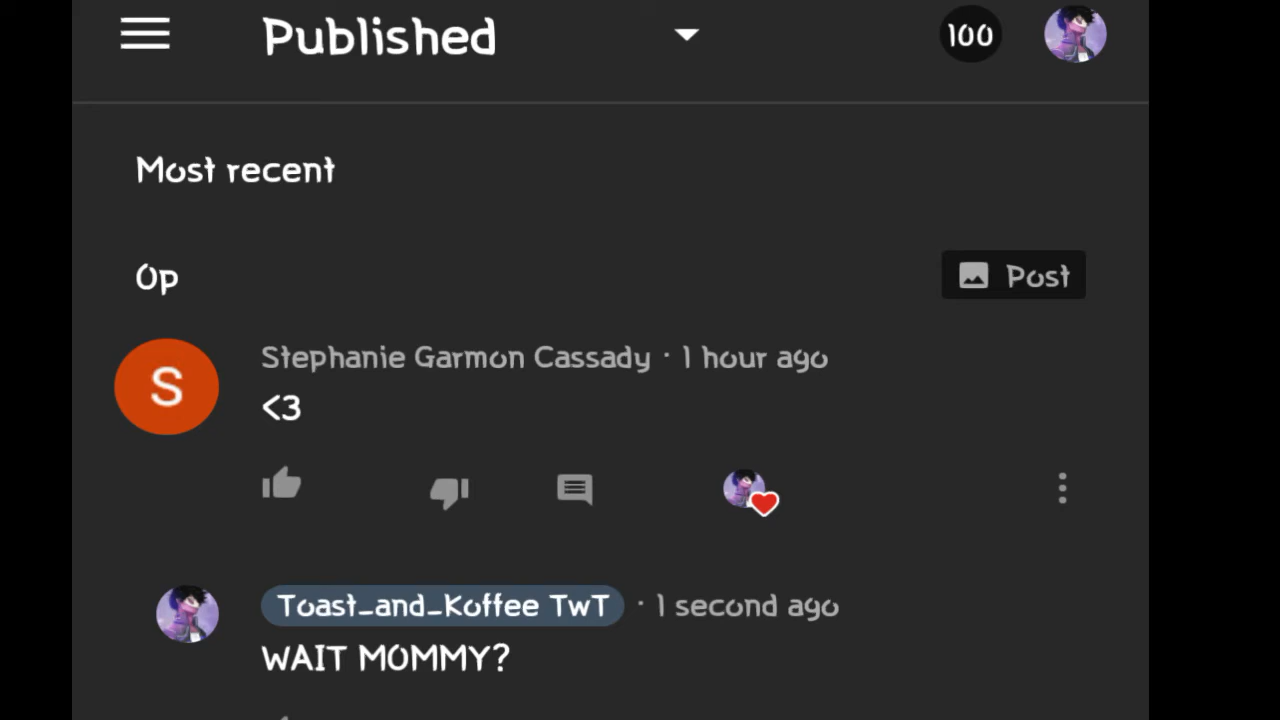 Published
100
Most recent
Op
Post
S
Stephanie Garmon Cassady · 1 hour ago
<3
Toast_and_Koffee TwT · 1 second ago
WAIT MOMMY?